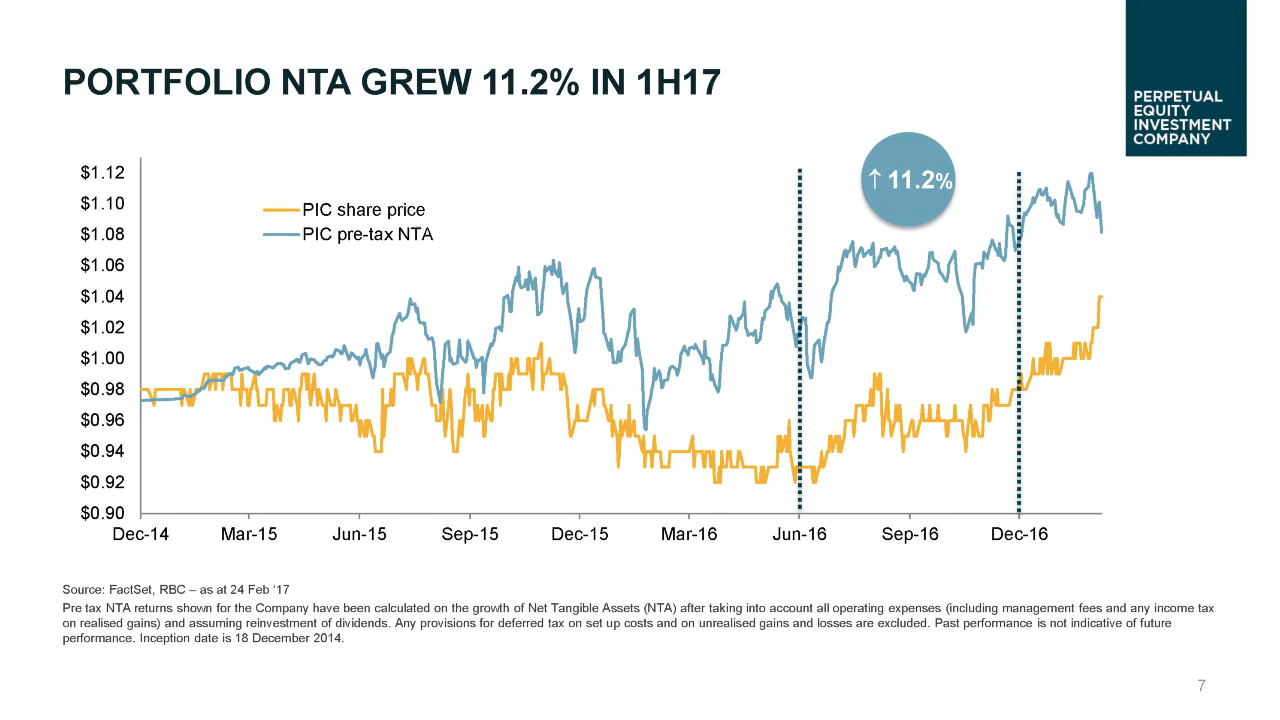 PORTFOLIO NTA GREW 11.2% IN 1H17
PERPETUAL
EQUITY
INVESTMENT
COMPANY
↑ 11.2%
$1.12
$1.10
$1.08
$1.06
$1.04
$1.02
$1.00
$0.98
$0.96
$0.94
$0.92
$0.90
PIC share price
PIC pre-tax NTA
Dec-14 Mar-15 Jun-15 Sep-15 Dec-15 Mar-16 Jun-16 Sep-16 Dec-16
Source: FactSet, RBC – as at 24 Feb ‘17
Pre tax NTA returns shown for the Company have been calculated on the growth of Net Tangible Assets (NTA) after taking into account all operating expenses (including management fees and any income tax
on realised gains) and assuming reinvestment of dividends. Any provisions for deferred tax on set up costs and on unrealised gains and losses are excluded. Past performance is not indicative of future
performance. Inception date is 18 December 2014.
7